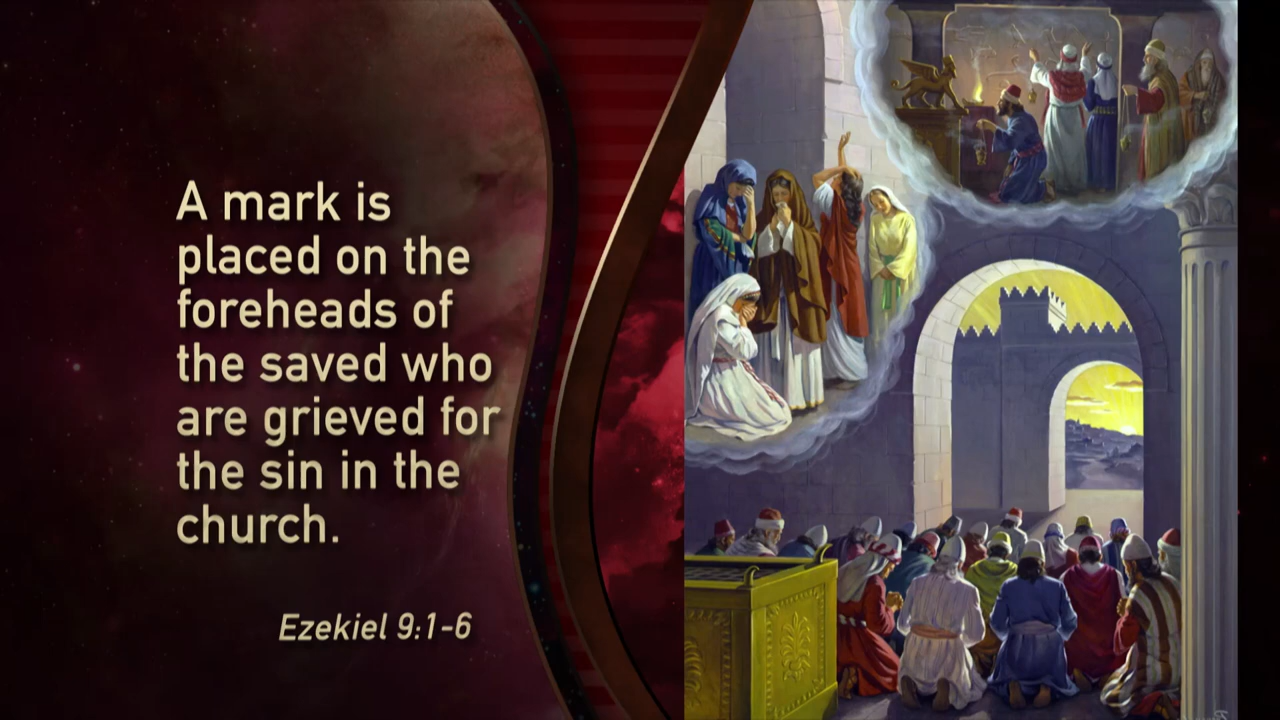 A mark is
placed on the
foreheads of
the saved who
are grieved for
the sin in the
church.
Ezekiel 9:1-6